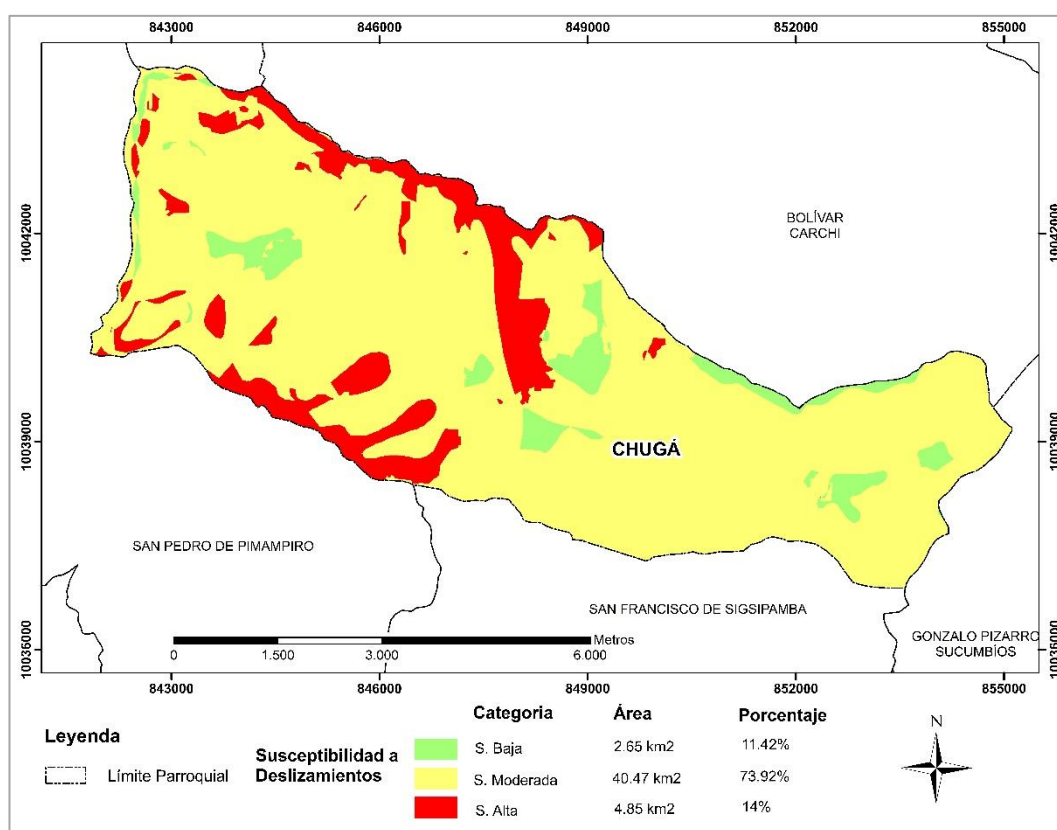 843000 846000 849000 852000 855000
10042000 10042000
BOLÍVAR
CARCHI
10039000 10039000
CHUGÁ
SAN PEDRO DE PIMAMPIRO
SAN FRANCISCO DE SIGSIPAMBA
GONZALO PIZARRO
SUCUMBÍOS
10036000 10036000
Metros
0 1.500 3.000 6.000
843000 846000 849000 852000 855000
Leyenda
Límite Parroquial
Susceptibilidad a
Deslizamientos
Categoria Área Porcentaje
S. Baja 2.65 km2 11.42%
S. Moderada 40.47 km2 73.92%
S. Alta 4.85 km2 14%
N